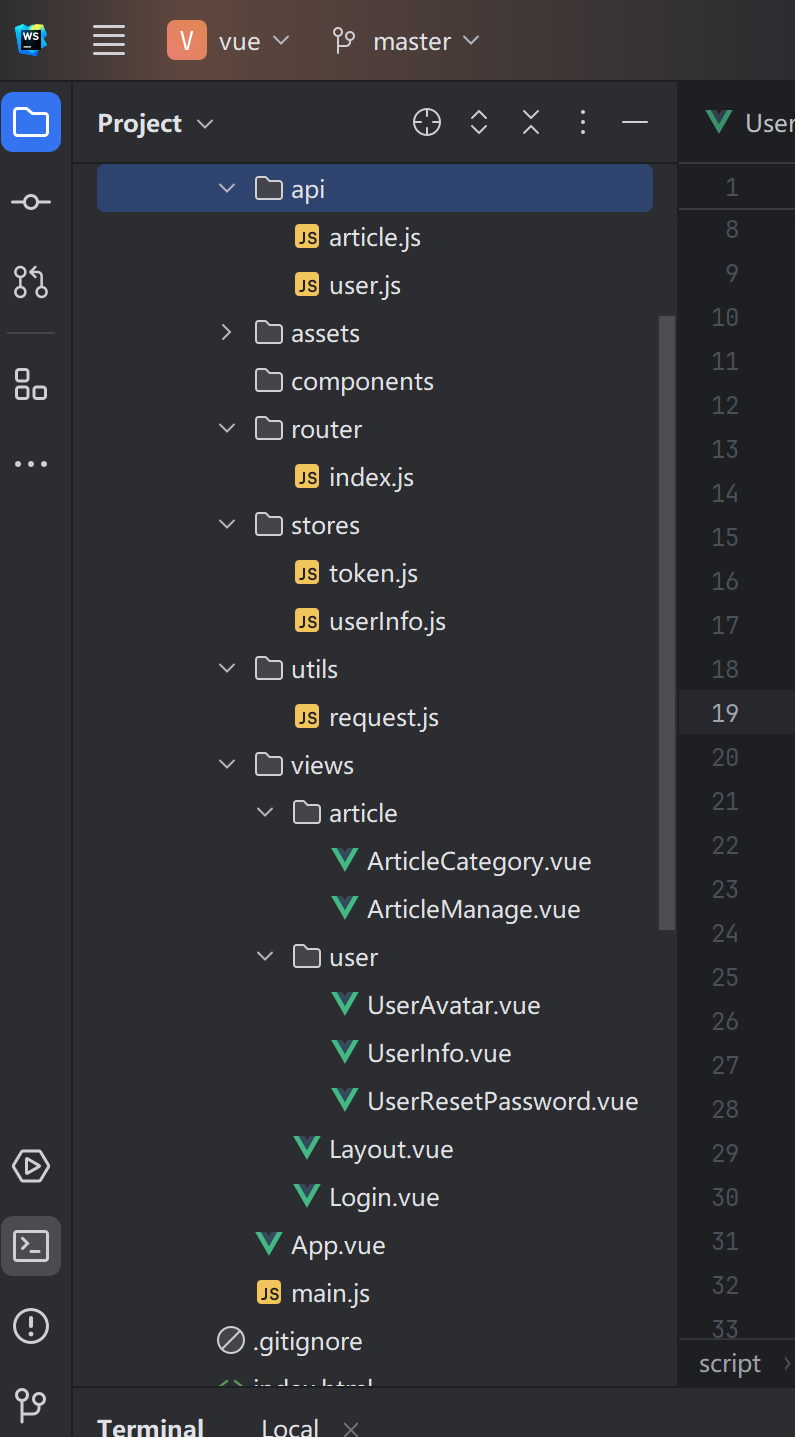 WS
V vue master
Project
User
api
article.js
user.js
assets
components
router
index.js
stores
token.js
userInfo.js
utils
request.js
views
article
ArticleCategory.vue
ArticleManage.vue
user
UserAvatar.vue
UserInfo.vue
UserResetPassword.vue
Layout.vue
Login.vue
App.vue
main.js
.gitignore
index.html
1
8
9
10
11
12
13
14
15
16
17
18
19
20
21
22
23
24
25
26
27
28
29
30
31
32
33
script
Terminal Local